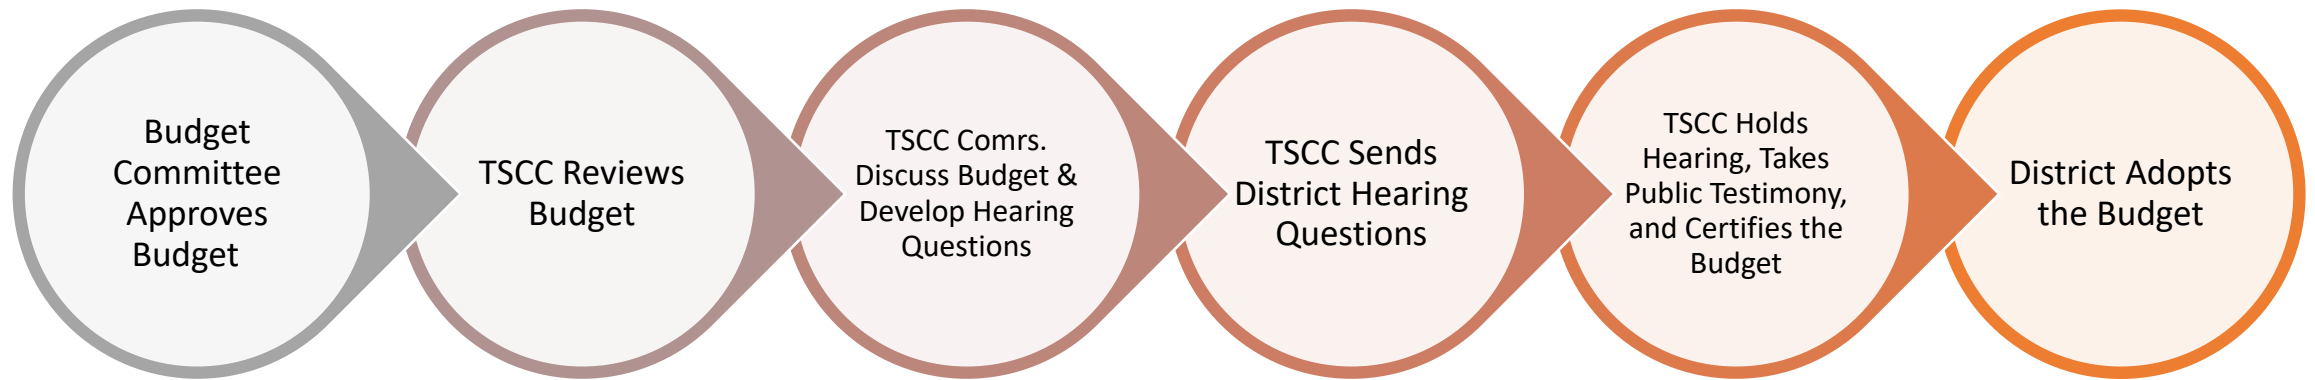 Budget
Committee
Approves
Budget
TSCC Reviews
Budget
TSCC Comrs.
Discuss Budget &
Develop Hearing
Questions
TSCC Sends
District Hearing
Questions
TSCC Holds
Hearing, Takes
Public Testimony,
and Certifies the
Budget
District Adopts
the Budget